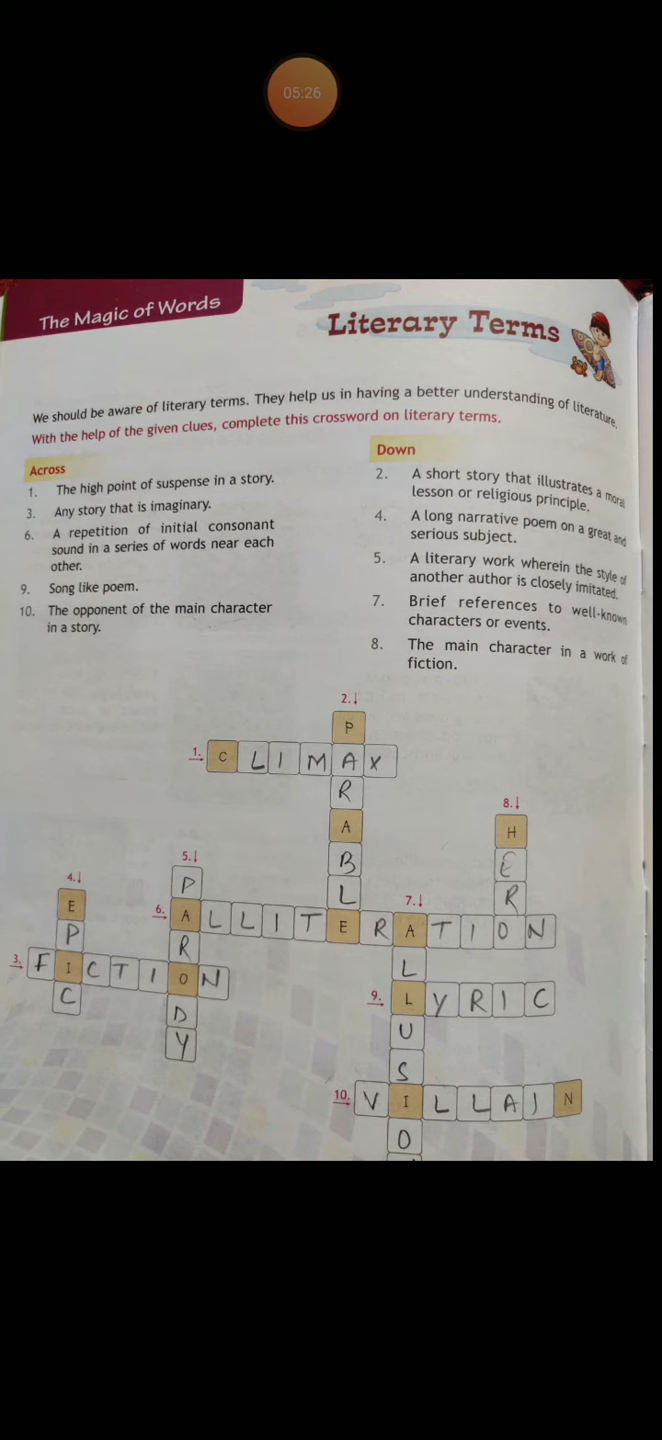 05:26
The Magic of Words
Literary Terms
We should be aware of literary terms. They help us in having a better understanding of literature.
With the help of the given clues, complete this crossword on literary terms.
Across
1. The high point of suspense in a story.
3. Any story that is imaginary.
6. A repetition of initial consonant
sound in a series of words near each
other.
9. Song like poem.
10. The opponent of the main character
in a story.
Down
2. A short story that illustrates a moral
lesson or religious principle.
4. A long narrative poem on a great and
serious subject.
5. A literary work wherein the style of
another author is closely imitated.
7. Brief references to well-known
characters or events.
8. The main character in a work of
fiction.
2.↓
P
1. C L I M A X
R
8.↓
A H
5.↓
B E
4.↓
P L 7.↓ R
E
6. A L L I T E R A T I O N
P
R L
3. F I C T I O N
C
9. L Y R I C
D
U
Y
S
10. V I L L A I N
O